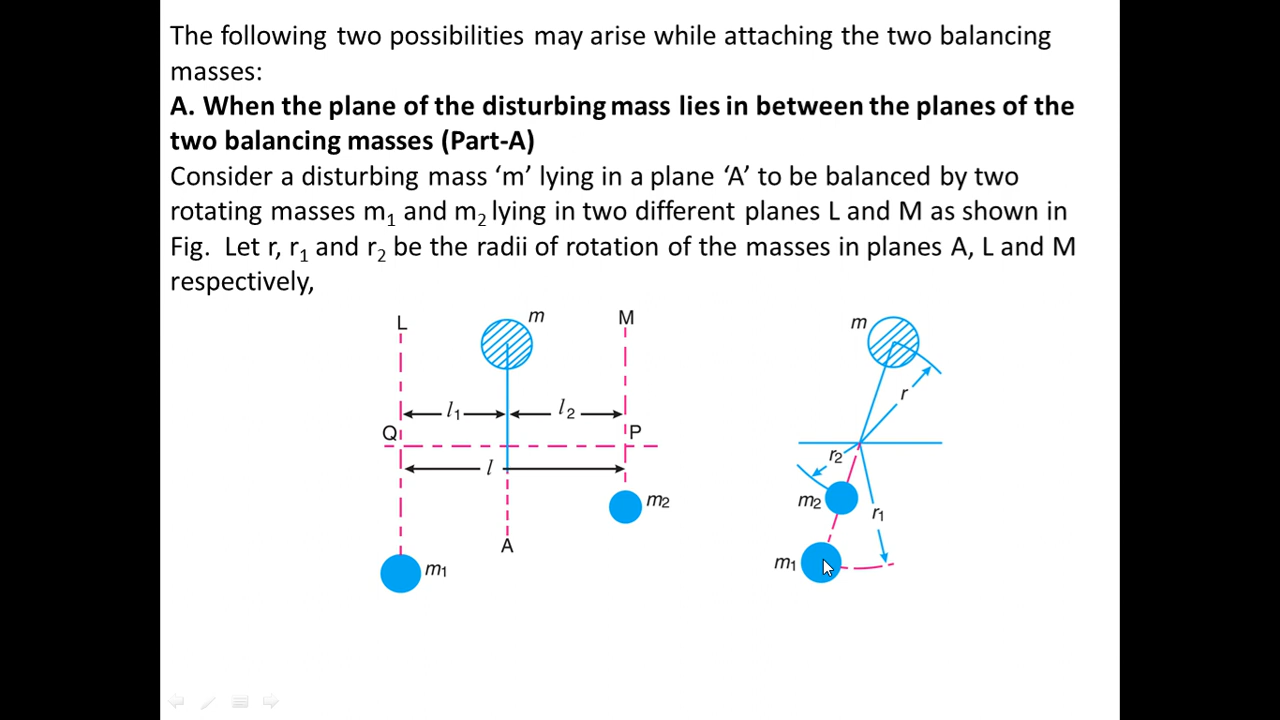 The following two possibilities may arise while attaching the two balancing
masses:
A. When the plane of the disturbing mass lies in between the planes of the
two balancing masses (Part-A)
Consider a disturbing mass ‘m’ lying in a plane ‘A’ to be balanced by two
rotating masses m₁ and m₂ lying in two different planes L and M as shown in
Fig. Let r, r₁ and r₂ be the radii of rotation of the masses in planes A, L and M
respectively,
L
m
M
l₁
l₂
Q
P
l
m₂
A
m₁
m
r
r₂
m₂
r₁
m₁